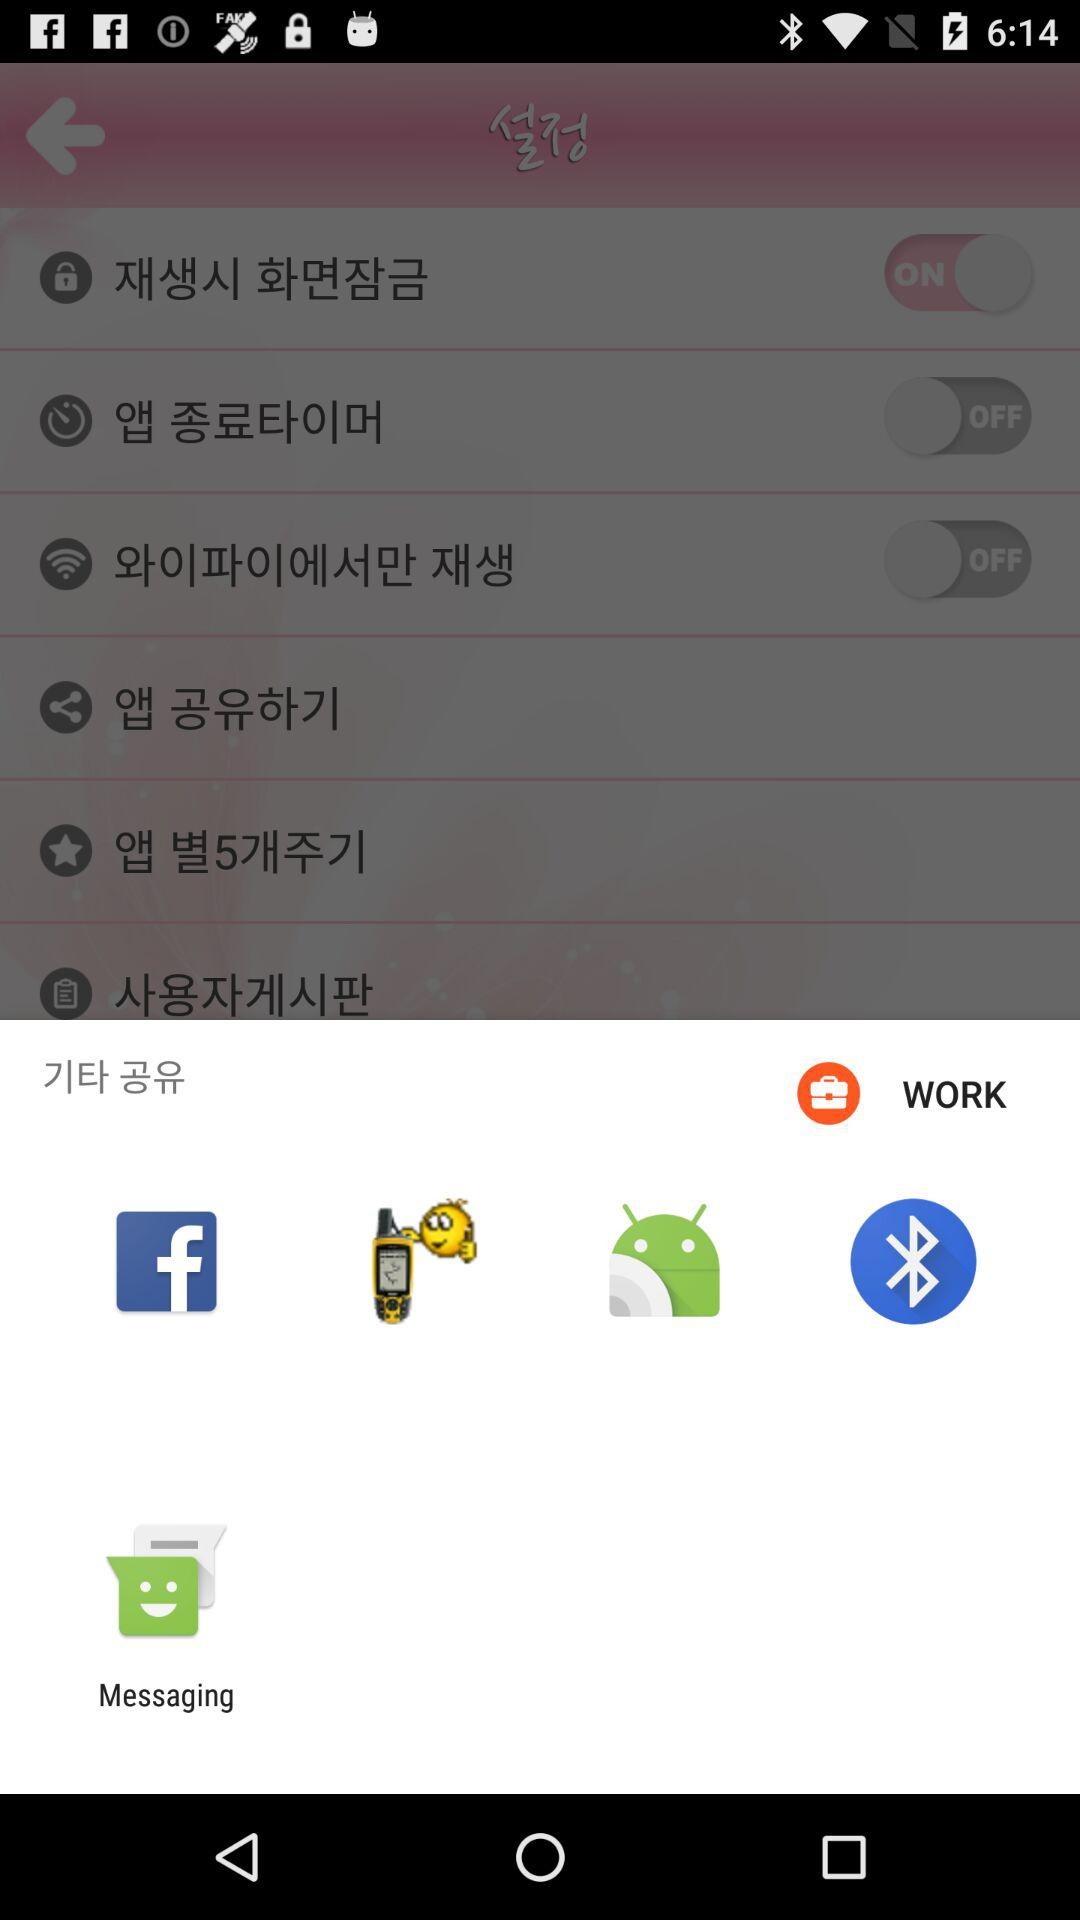 FAKE
6:14
설정
재생시 화면잠금
ON
앱 종료타이머
OFF
와이파이에서만 재생
OFF
앱 공유하기
앱 별5개주기
사용자게시판
기타 공유
WORK
Messaging